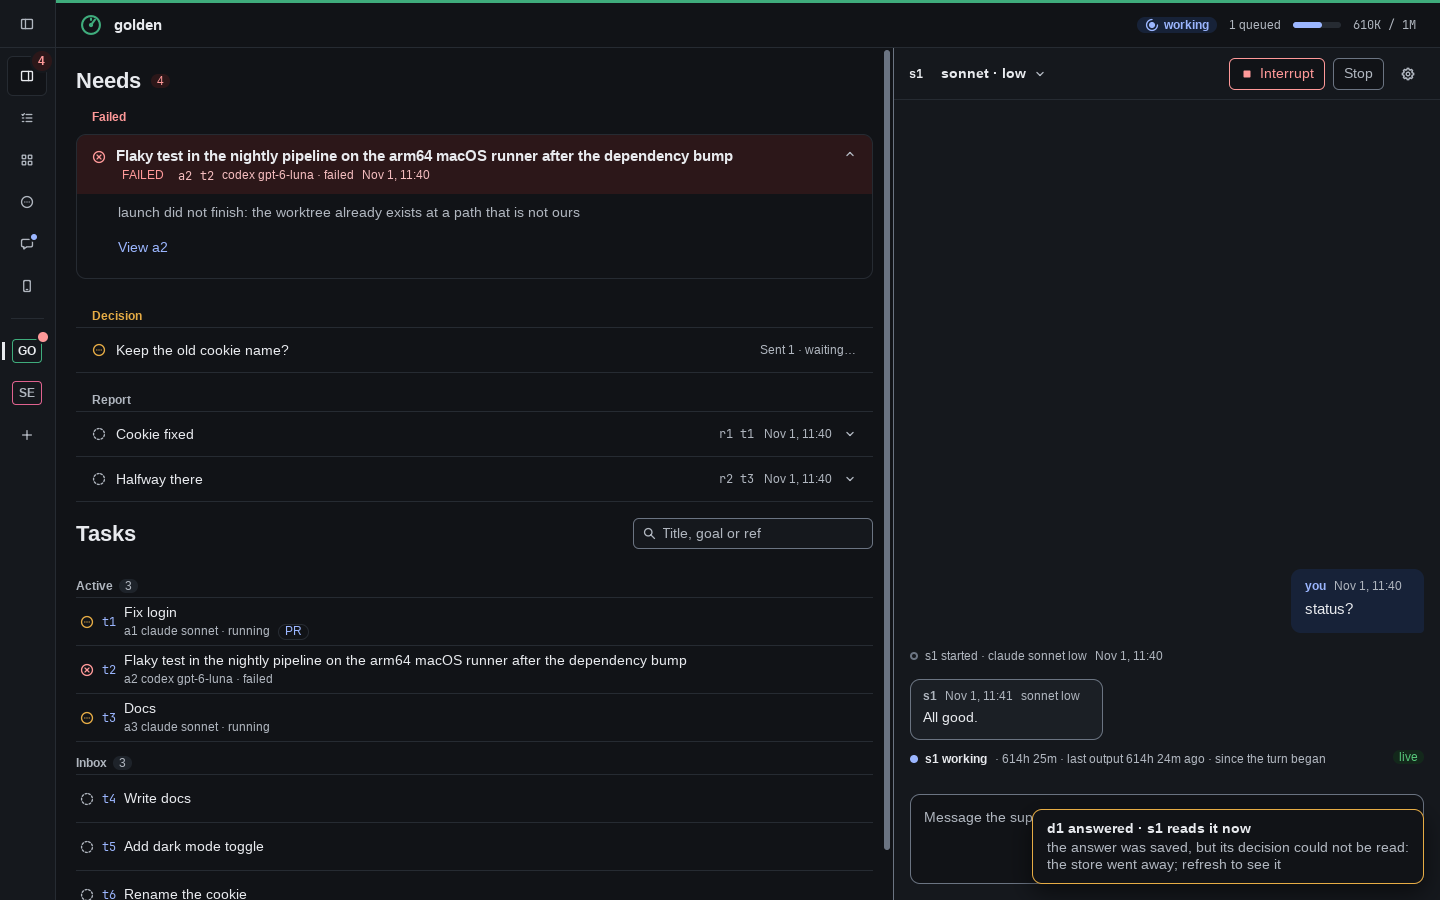 golden
working
1 queued
610K / 1M
4
GO
SE
Needs 4
Failed
Flaky test in the nightly pipeline on the arm64 macOS runner after the dependency bump
FAILED a2 t2 codex gpt-6-luna · failed Nov 1, 11:40
launch did not finish: the worktree already exists at a path that is not ours
View a2
Decision
Keep the old cookie name? Sent 1 · waiting…
Report
Cookie fixed r1 t1 Nov 1, 11:40
Halfway there r2 t3 Nov 1, 11:40
Tasks
Title, goal or ref
Active 3
t1 Fix login
a1 claude sonnet · running PR
t2 Flaky test in the nightly pipeline on the arm64 macOS runner after the dependency bump
a2 codex gpt-6-luna · failed
t3 Docs
a3 claude sonnet · running
Inbox 3
t4 Write docs
t5 Add dark mode toggle
t6 Rename the cookie
s1 sonnet · low
Interrupt
Stop
you Nov 1, 11:40
status?
s1 started · claude sonnet low Nov 1, 11:40
s1 Nov 1, 11:41 sonnet low
All good.
s1 working · 614h 25m · last output 614h 24m ago · since the turn began
live
Message the sup
d1 answered · s1 reads it now
the answer was saved, but its decision could not be read:
the store went away; refresh to see it